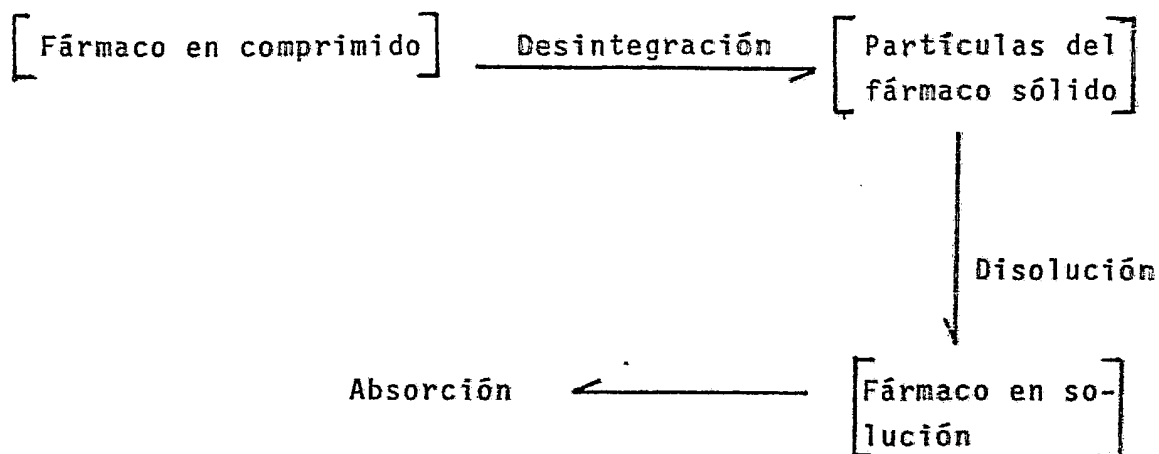 Fármaco en comprimido
Desintegración
Partículas del
fármaco sólido
Disolución
Fármaco en so-
lución
Absorción